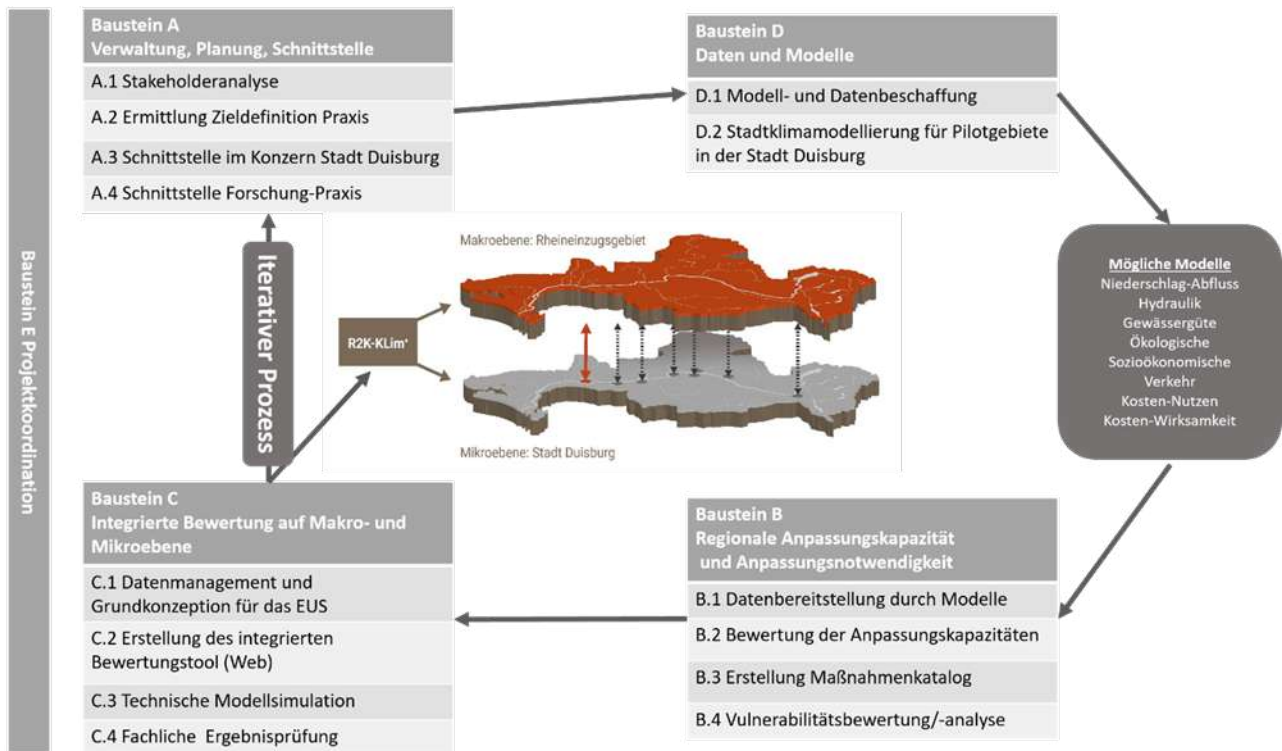 Baustein E Projektkoordination
Baustein A
Verwaltung, Planung, Schnittstelle
A.1 Stakeholderanalyse
A.2 Ermittlung Zieldefinition Praxis
A.3 Schnittstelle im Konzern Stadt Duisburg
A.4 Schnittstelle Forschung-Praxis
Baustein D
Daten und Modelle
D.1 Modell- und Datenbeschaffung
D.2 Stadtklimamodellierung für Pilotgebiete
in der Stadt Duisburg
Iterativer Prozess
Makroebene: Rheineinzugsgebiet
R2K-KLim⁺
Mikroebene: Stadt Duisburg
Mögliche Modelle
Niederschlag-Abfluss
Hydraulik
Gewässergüte
Ökologische
Sozioökonomische
Verkehr
Kosten-Nutzen
Kosten-Wirksamkeit
Baustein C
Integrierte Bewertung auf Makro- und
Mikroebene
C.1 Datenmanagement und
Grundkonzeption für das EUS
C.2 Erstellung des integrierten
Bewertungstool (Web)
C.3 Technische Modellsimulation
C.4 Fachliche Ergebnisprüfung
Baustein B
Regionale Anpassungskapazität
und Anpassungsnotwendigkeit
B.1 Datenbereitstellung durch Modelle
B.2 Bewertung der Anpassungskapazitäten
B.3 Erstellung Maßnahmenkatalog
B.4 Vulnerabilitätsbewertung/-analyse